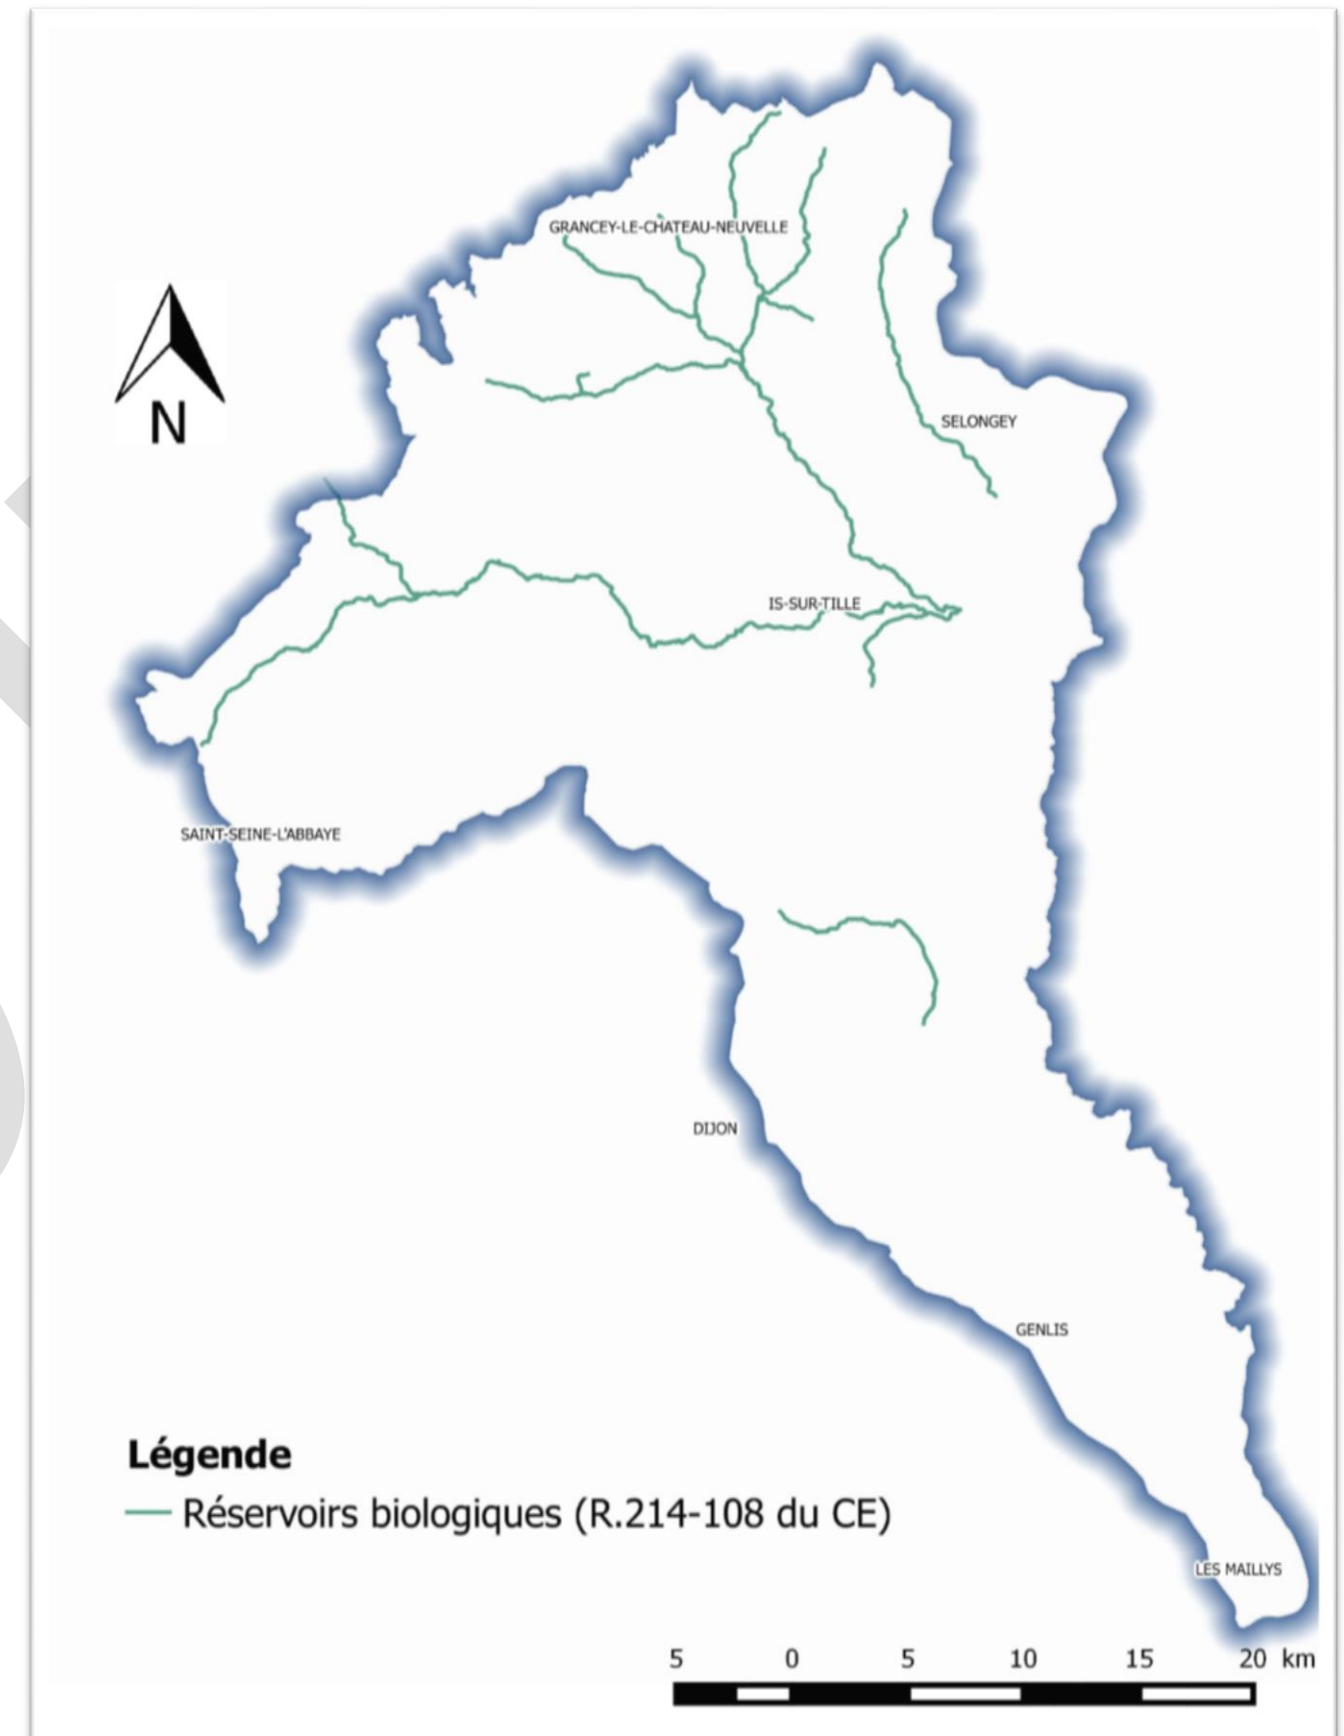 GRANCEY-LE-CHATEAU-NEUVELLE
N
SELONGEY
IS-SUR-TILLE
SAINT-SEINE-L'ABBAYE
DIJON
GENLIS
Légende
Réservoirs biologiques (R.214-108 du CE)
LES MAILLYS
5 0 5 10 15 20 km